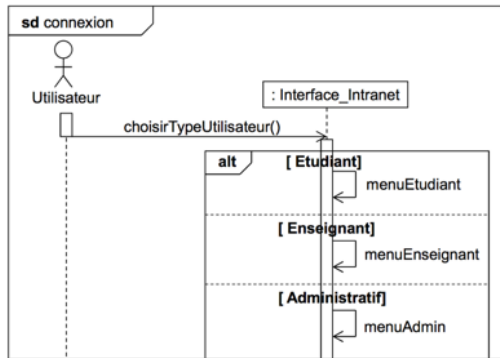 sd connexion
Utilisateur
: Interface_Intranet
choisirTypeUtilisateur()
alt
[ Etudiant]
menuEtudiant
[ Enseignant]
menuEnseignant
[ Administratif]
menuAdmin